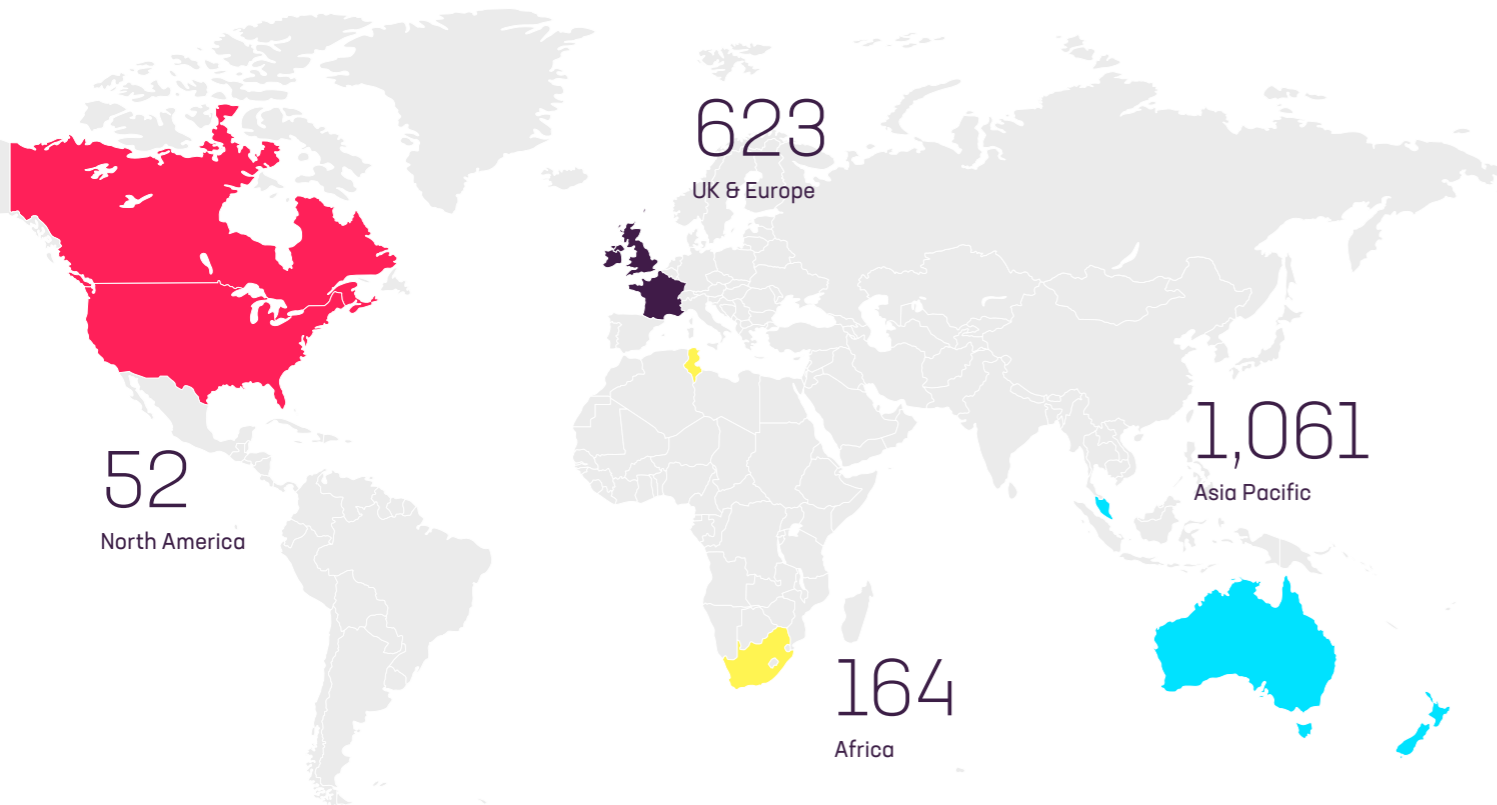 623
UK & Europe
1,061
Asia Pacific
52
North America
164
Africa